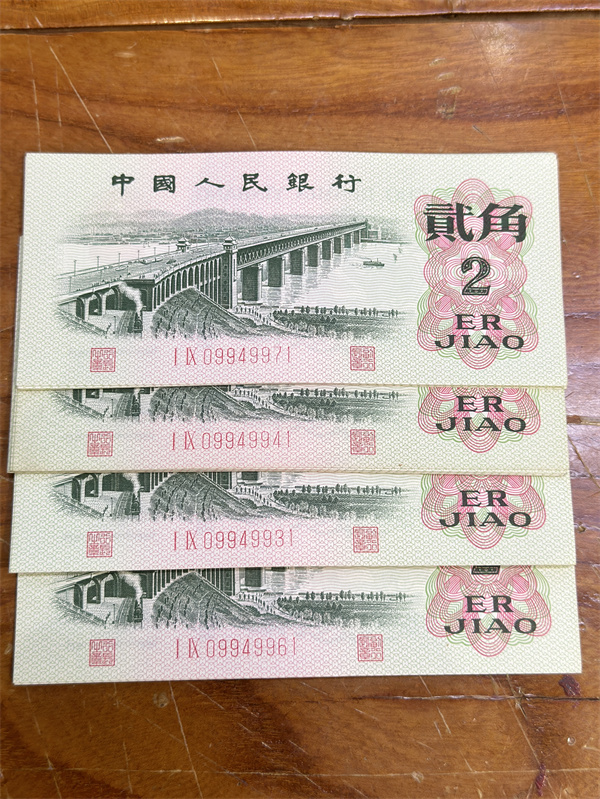 中國人民銀行
貳角
2
ER
JIAO
I IX 09949971
ER
JIAO
I IX 09949941
ER
JIAO
I IX 09949931
ER
JIAO
I IX 09949961